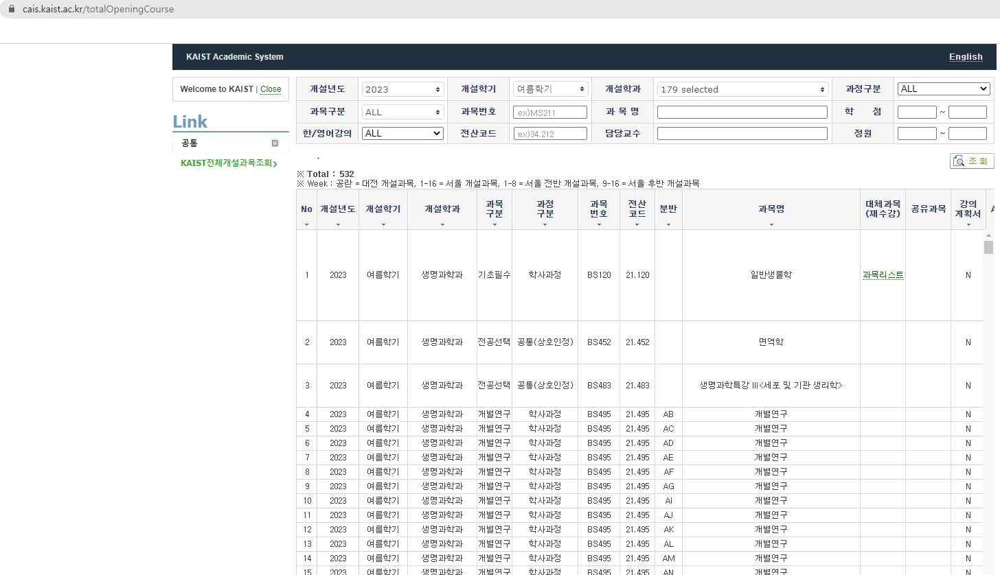 cais.kaist.ac.kr/totalOpeningCourse
KAIST Academic System English
Welcome to KAIST | Close
Link
공통
KAIST전체개설과목조회
개설년도 2023 개설학기 여름학기 개설학과 179 selected 과정구분 ALL
과목구분 ALL 과목번호 ex)MS211 과 목 명 학 점 ~
한/영어강의 ALL 전산코드 ex)34.212 담당교수 정원 ~
조 회
※ Total : 532
※ Week : 공란 = 대전 개설과목, 1-16 = 서울 개설과목, 1-8 = 서울 전반 개설과목, 9-16 = 서울 후반 개설과목
No 개설년도 개설학기 개설학과 과목 구분 과정 구분 과목 번호 전산 코드 분반 과목명 대체과목 (재수강) 공유과목 강의 계획서
1 2023 여름학기 생명과학과 기초필수 학사과정 BS120 21.120 일반생물학 과목리스트 N
2 2023 여름학기 생명과학과 전공선택 공통(상호인정) BS452 21.452 면역학 N
3 2023 여름학기 생명과학과 전공선택 공통(상호인정) BS483 21.483 생명과학특강 III<세포 및 기관 생리학> N
4 2023 여름학기 생명과학과 개별연구 학사과정 BS495 21.495 AB 개별연구 N
5 2023 여름학기 생명과학과 개별연구 학사과정 BS495 21.495 AC 개별연구 N
6 2023 여름학기 생명과학과 개별연구 학사과정 BS495 21.495 AD 개별연구 N
7 2023 여름학기 생명과학과 개별연구 학사과정 BS495 21.495 AE 개별연구 N
8 2023 여름학기 생명과학과 개별연구 학사과정 BS495 21.495 AF 개별연구 N
9 2023 여름학기 생명과학과 개별연구 학사과정 BS495 21.495 AG 개별연구 N
10 2023 여름학기 생명과학과 개별연구 학사과정 BS495 21.495 AI 개별연구 N
11 2023 여름학기 생명과학과 개별연구 학사과정 BS495 21.495 AJ 개별연구 N
12 2023 여름학기 생명과학과 개별연구 학사과정 BS495 21.495 AK 개별연구 N
13 2023 여름학기 생명과학과 개별연구 학사과정 BS495 21.495 AL 개별연구 N
14 2023 여름학기 생명과학과 개별연구 학사과정 BS495 21.495 AM 개별연구 N
15 2023 여름학기 생명과학과 개별연구 학사과정 BS495 21.495 AN 개별연구 N